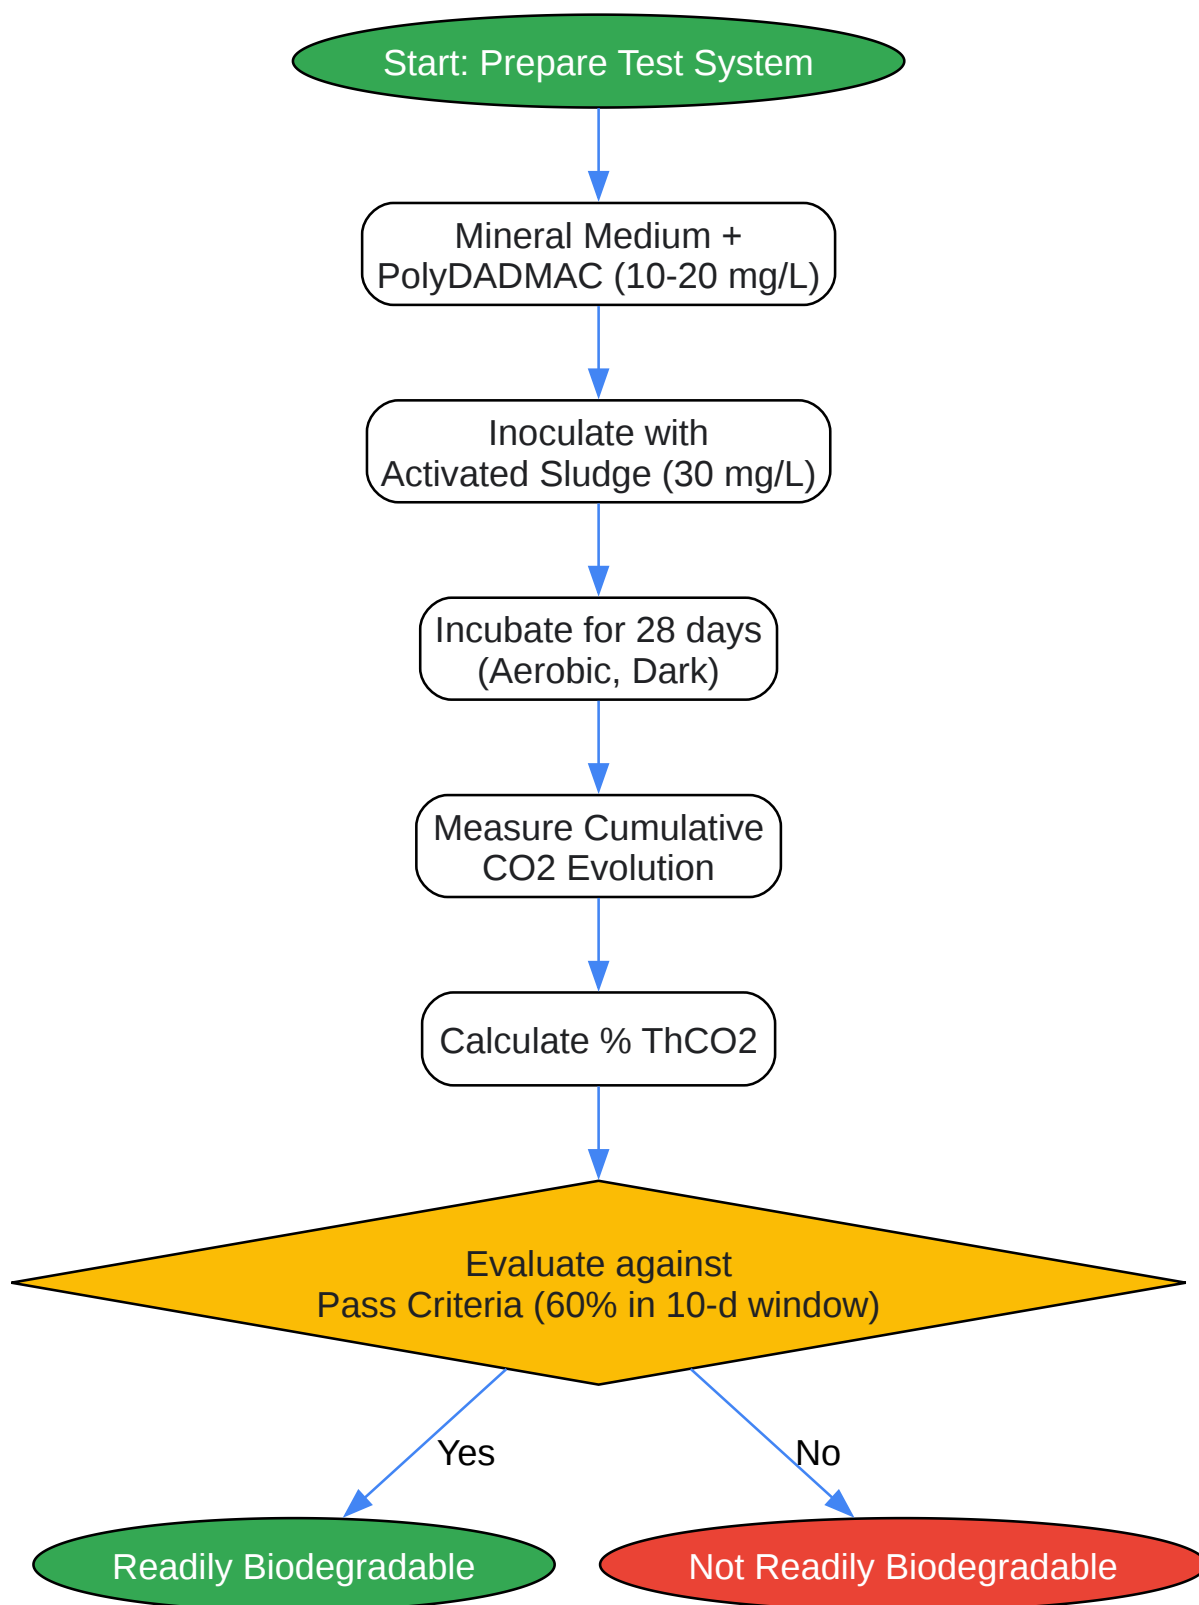 Start: Prepare Test System
Mineral Medium +
PolyDADMAC (10-20 mg/L)
Inoculate with
Activated Sludge (30 mg/L)
Incubate for 28 days
(Aerobic, Dark)
Measure Cumulative
CO2 Evolution
Calculate % ThCO2
Evaluate against
Pass Criteria (60% in 10-d window)
Yes
No
Readily Biodegradable
Not Readily Biodegradable